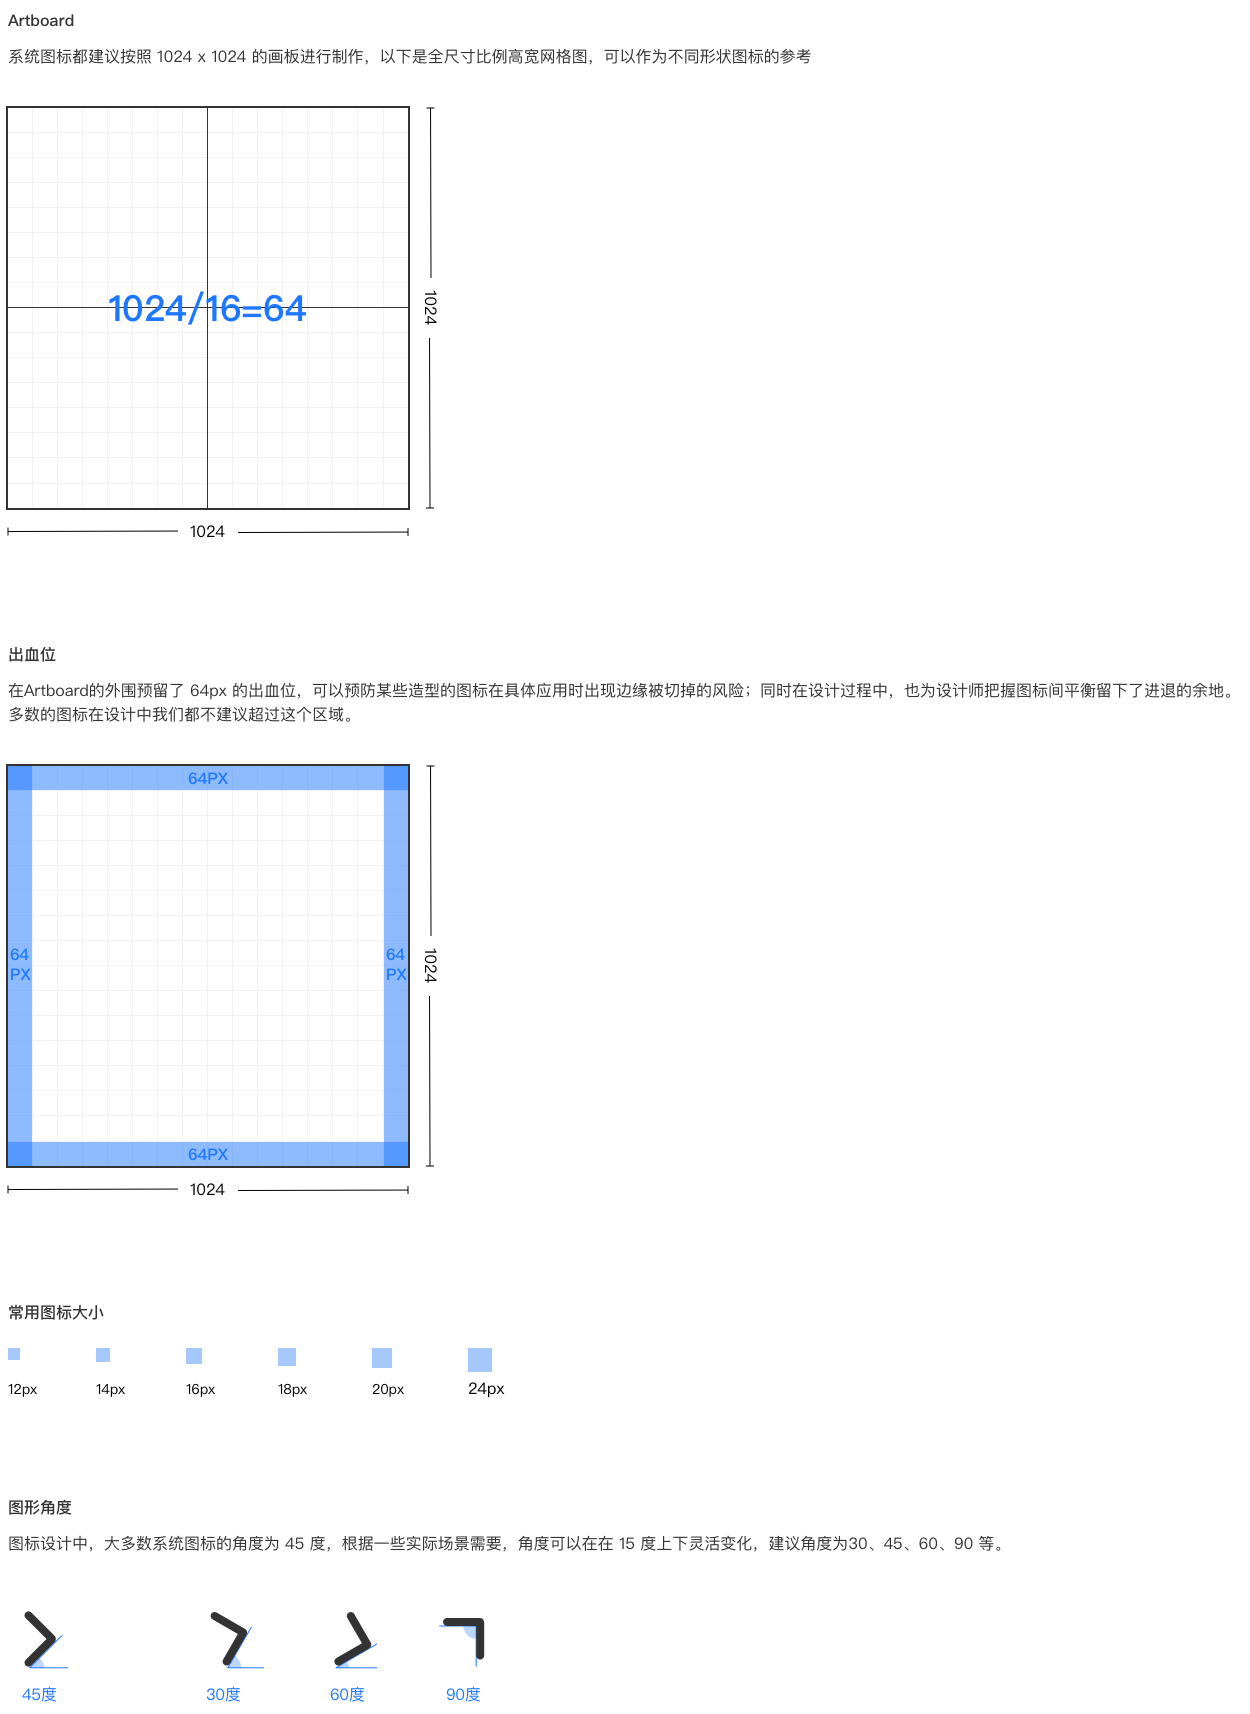 Artboard
系统图标都建议按照 1024 x 1024 的画板进行制作，以下是全尺寸比例高宽网格图，可以作为不同形状图标的参考
1024/16=64
1024
1024
出血位
在Artboard的外围预留了 64px 的出血位，可以预防某些造型的图标在具体应用时出现边缘被切掉的风险；同时在设计过程中，也为设计师把握图标间平衡留下了进退的余地。
多数的图标在设计中我们都不建议超过这个区域。
64PX
64
PX
64
PX
1024
64PX
1024
常用图标大小
12px 14px 16px 18px 20px 24px
图形角度
图标设计中，大多数系统图标的角度为 45 度，根据一些实际场景需要，角度可以在在 15 度上下灵活变化，建议角度为30、45、60、90 等。
45度 30度 60度 90度